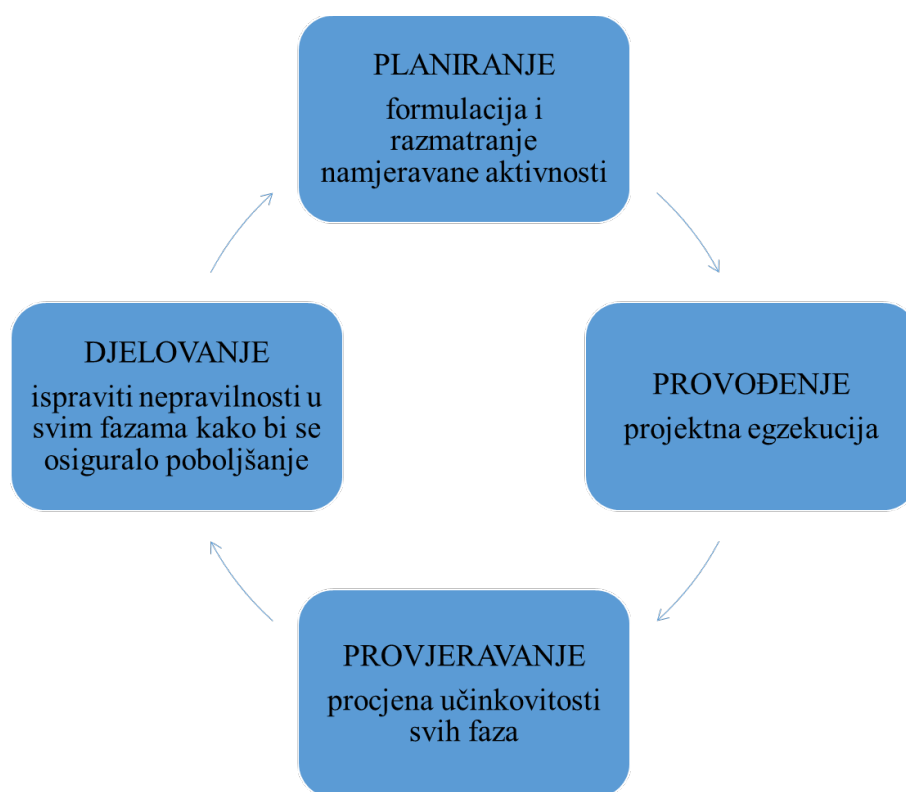 PLANIRANJE
formulacija i
razmatranje
namjeravane aktivnosti
DJELOVANJE
ispraviti nepravilnosti u
svim fazama kako bi se
osiguralo poboljšanje
PROVOĐENJE
projektna egzekucija
PROVJERAVANJE
procjena učinkovitosti
svih faza